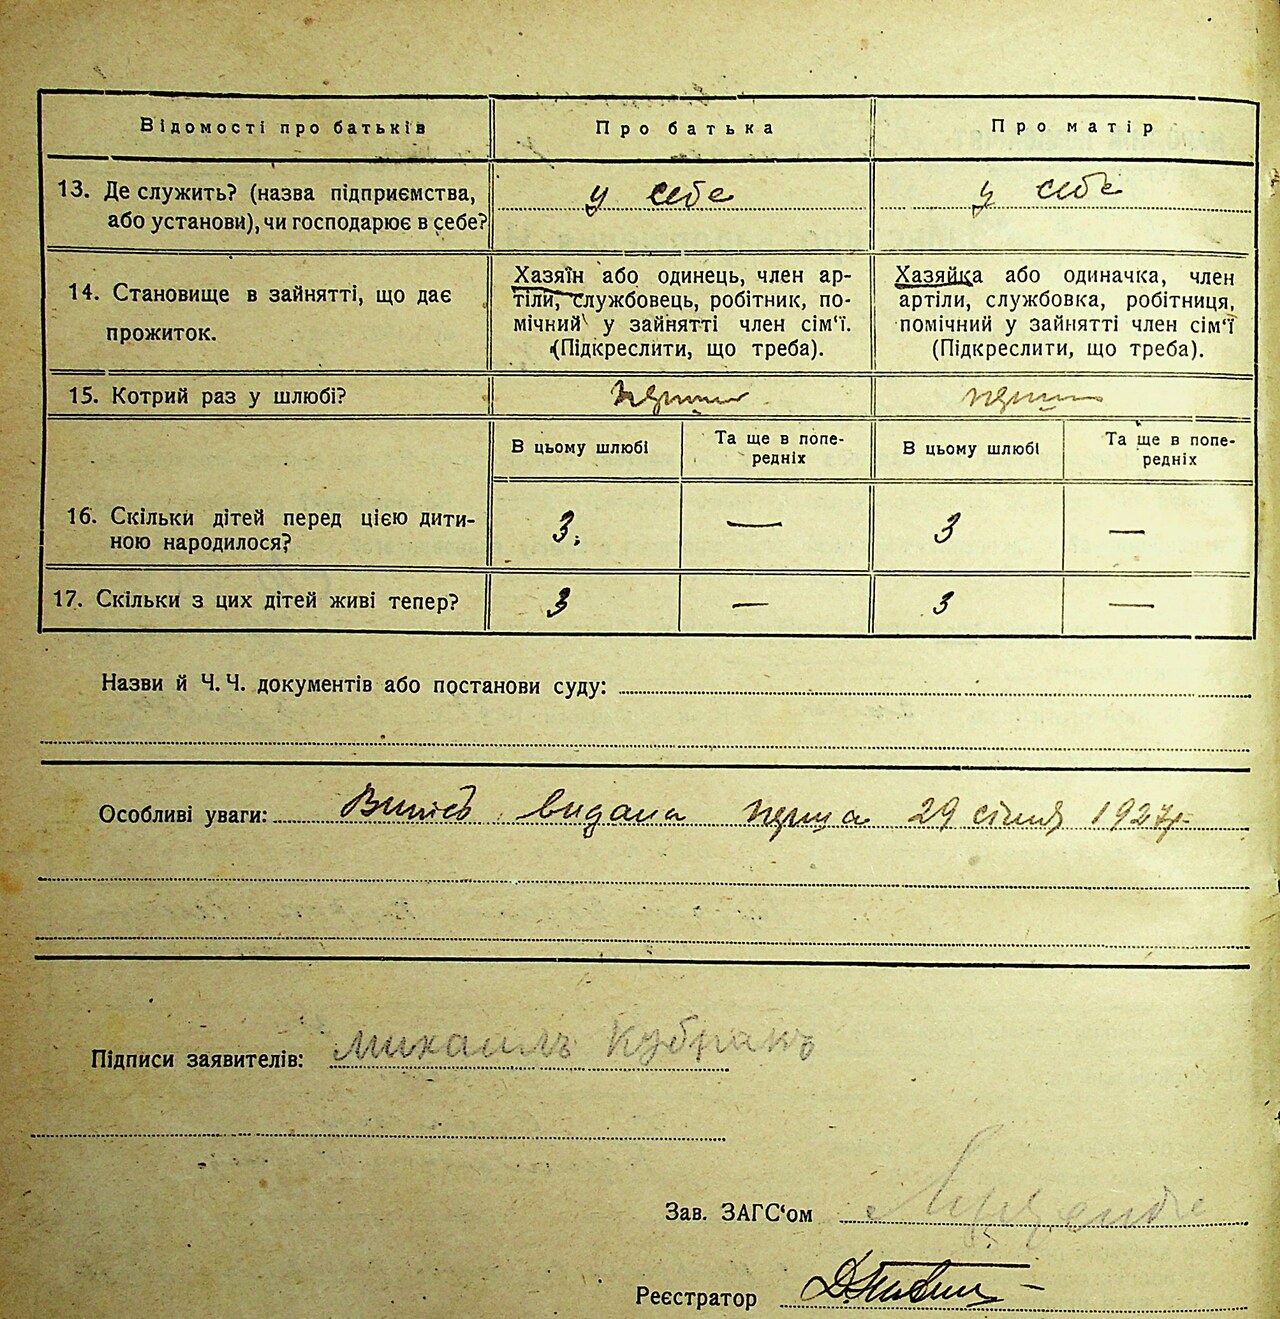 Відомості про батьків Про батька Про матір
13. Де служить? (назва підприємства, у себе у себе
або установи), чи господарює в себе?
Хазяїн або одинець, член ар- Хазяйка або одиначка, член
14. Становище в зайнятті, що дає тіли, службовець, робітник, по- артіли, службовка, робітниця,
прожиток. мічний у зайнятті член сім'ї. помічний у зайнятті член сім'ї
(Підкреслити, що треба). (Підкреслити, що треба).
15. Котрий раз у шлюбі?
В цьому шлюбі Та ще в попе- В цьому шлюбі Та ще в попе-
редніх редніх
16. Скільки дітей перед цією дити- 3. — 3 —
ною народилося?
17. Скільки з цих дітей живі тепер? 3 — 3 —
Назви й Ч. Ч. документів або постанови суду:
Особливі уваги: видана перша 29 січня 1927р
Підписи заявителів: Михаилъ Кубракъ
Зав. ЗАГС'ом
Реєстратор